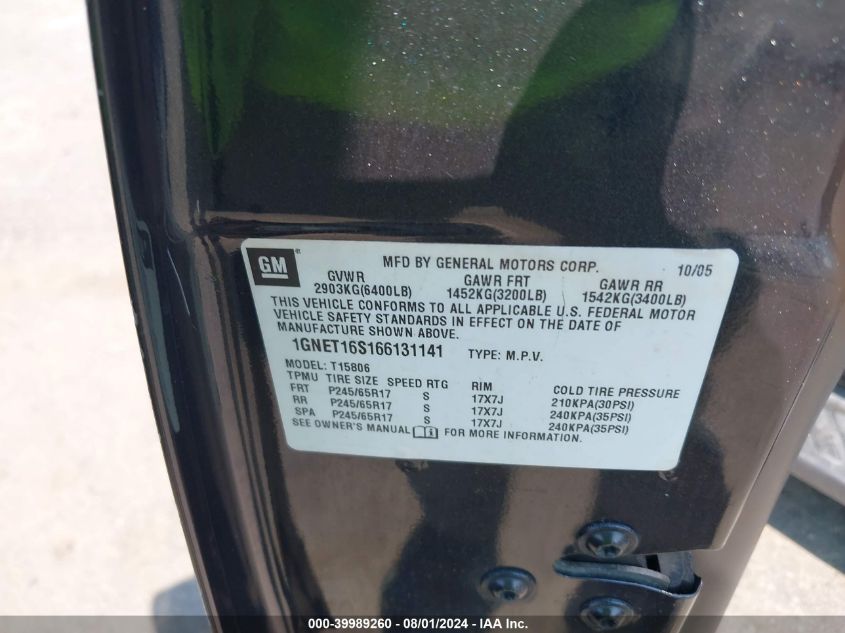 GM
MFD BY GENERAL MOTORS CORP. 10/05
GVWR GAWR FRT GAWR RR
2903KG(6400LB) 1452KG(3200LB) 1542KG(3400LB)
THIS VEHICLE CONFORMS TO ALL APPLICABLE U.S. FEDERAL MOTOR
VEHICLE SAFETY STANDARDS IN EFFECT ON THE DATE OF
MANUFACTURE SHOWN ABOVE.
1GNET16S166131141 TYPE: M.P.V.
MODEL: T15806
TPMU TIRE SIZE SPEED RTG RIM COLD TIRE PRESSURE
FRT P245/65R17 S 17X7J 210KPA(30PSI)
RR P245/65R17 S 17X7J 240KPA(35PSI)
SPA P245/65R17 S 17X7J 240KPA(35PSI)
SEE OWNER'S MANUAL FOR MORE INFORMATION.
000-39989260 - 08/01/2024 - IAA Inc.